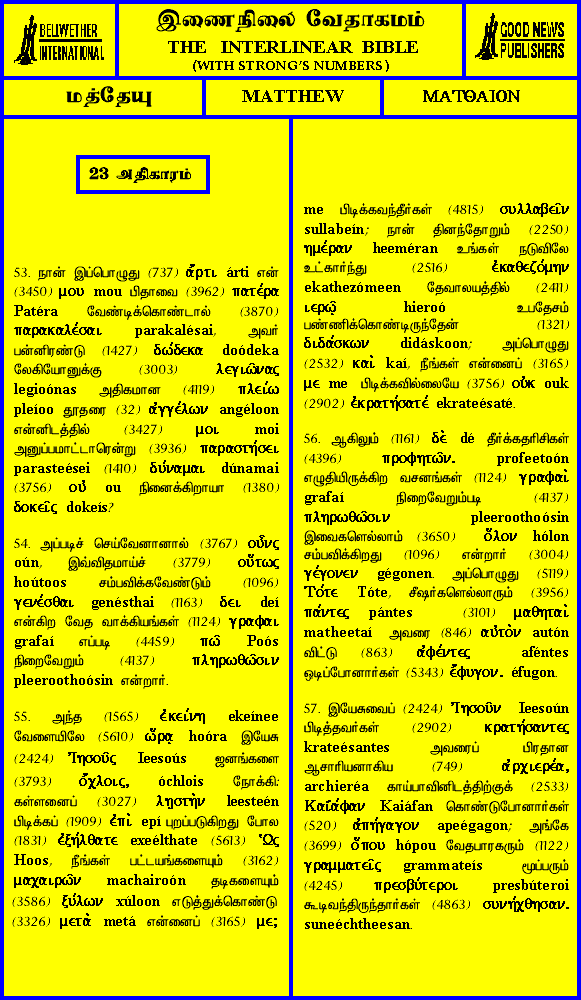 BELLWETHER
INTERNATIONAL
இணைநிலை வேதாகமம்
THE INTERLINEAR BIBLE
(WITH STRONG'S NUMBERS)
GOOD NEWS
PUBLISHERS
மத்தேயு
MATTHEW
ΜΑΤΘΑΙΟΝ
23 அதிகாரம்
53. நான் இப்பொழுது (737) ἄρτι árti என்
(3450) μου mou பிதாவை (3962) πατέρα
Patéra வேண்டிக்கொண்டால் (3870)
παρακαλέσαι parakalésai, அவர்
பன்னிரண்டு (1427) δώδεκα doódeka
லேகியோனுக்கு (3003) λεγιῶνας
legioónas அதிகமான (4119) πλείω
pleíoo தூதரை (32) ἀγγέλων angéloon
என்னிடத்தில் (3427) μοι moi
அனுப்பமாட்டாரென்று (3936) παραστήσει
parasteései (1410) δύναμαι dúnamai
(3756) οὐ ou நினைக்கிறாயா (1380)
δοκεῖς dokeís?
54. அப்படிச் செய்வேனானால் (3767) οὖνς
oún, இவ்விதமாய்ச் (3779) οὕτως
hoútoos சம்பவிக்கவேண்டும் (1096)
γενέσθαι genésthai (1163) δει deí
என்கிற வேத வாக்கியங்கள் (1124) γραφαι
grafaí எப்படி (4459) πῶ Poós
நிறைவேறும் (4137) πληρωθῶσιν
pleeroothoósin என்றார்.
55. அந்த (1565) ἐκείνη ekeínee
வேளையிலே (5610) ὥρᾳ hoóra இயேசு
(2424) Ἰησοῦς Ieesoús ஜனங்களை
(3793) ὄχλοις, óchlois நோக்கி:
கள்ளனைப் (3027) λῃστὴν leesteén
பிடிக்கப் (1909) ἐπὶ epí புறப்படுகிறது போல
(1831) ἐξήλθατε exeélthate (5613) Ὡς
Hoos, நீங்கள் பட்டயங்களையும் (3162)
μαχαιρῶν machairoón தடிகளையும்
(3586) ξύλων xúloon எடுத்துக்கொண்டு
(3326) μετὰ metá என்னைப் (3165) με;
me பிடிக்கவந்தீர்கள் (4815) συλλαβεῖν
sullabeín; நான் தினந்தோறும் (2250)
ημέραν heeméran உங்கள் நடுவிலே
உட்கார்ந்து (2516) ἐκαθεζόμην
ekathezómeen தேவாலயத்தில் (2411)
ιερῷ hieroó உபதேசம்
பண்ணிக்கொண்டிருந்தேன் (1321)
διδάσκων didáskoon; அப்பொழுது
(2532) καὶ kaí, நீங்கள் என்னைப் (3165)
με me பிடிக்கவில்லையே (3756) οὐκ ouk
(2902) ἐκρατήσατέ ekrateésaté.
56. ஆகிலும் (1161) δὲ dé தீர்க்கதரிசிகள்
(4396) προφητῶν. profeetoón
எழுதியிருக்கிற வசனங்கள் (1124) γραφαὶ
grafaí நிறைவேறும்படி (4137)
πληρωθῶσιν pleeroothoósin
இவைகளெல்லாம் (3650) ὅλον hólon
சம்பவிக்கிறது (1096) என்றார் (3004)
γέγονεν gégonen. அப்பொழுது (5119)
Τότε Tóte, சீஷர்களெல்லாரும் (3956)
πάντες pántes (3101) μαθηταὶ
matheetaí அவரை (846) αὐτὸν autón
விட்டு (863) ἀφέντες aféntes
ஒடிப்போனார்கள் (5343) ἔφυγον. éfugon.
57. இயேசுவைப் (2424) Ἰησοῦν Ieesoún
பிடித்தவர்கள் (2902) κρατήσαντες
krateésantes அவரைப் பிரதான
ஆசாரியனாகிய (749) ἀρχιερέα,
archieréa காய்பாவினிடத்திற்குக் (2533)
Καϊάφαν Kaiáfan கொண்டுபோனார்கள்
(520) ἀπήγαγον apeégagon; அங்கே
(3699) ὅπου hópou வேதபாரகரும் (1122)
γραμματεῖς grammateís மூப்பரும்
(4245) πρεσβύτεροι presbúteroi
கூடிவந்திருந்தார்கள் (4863) συνήχθησαν.
suneéchtheesan.